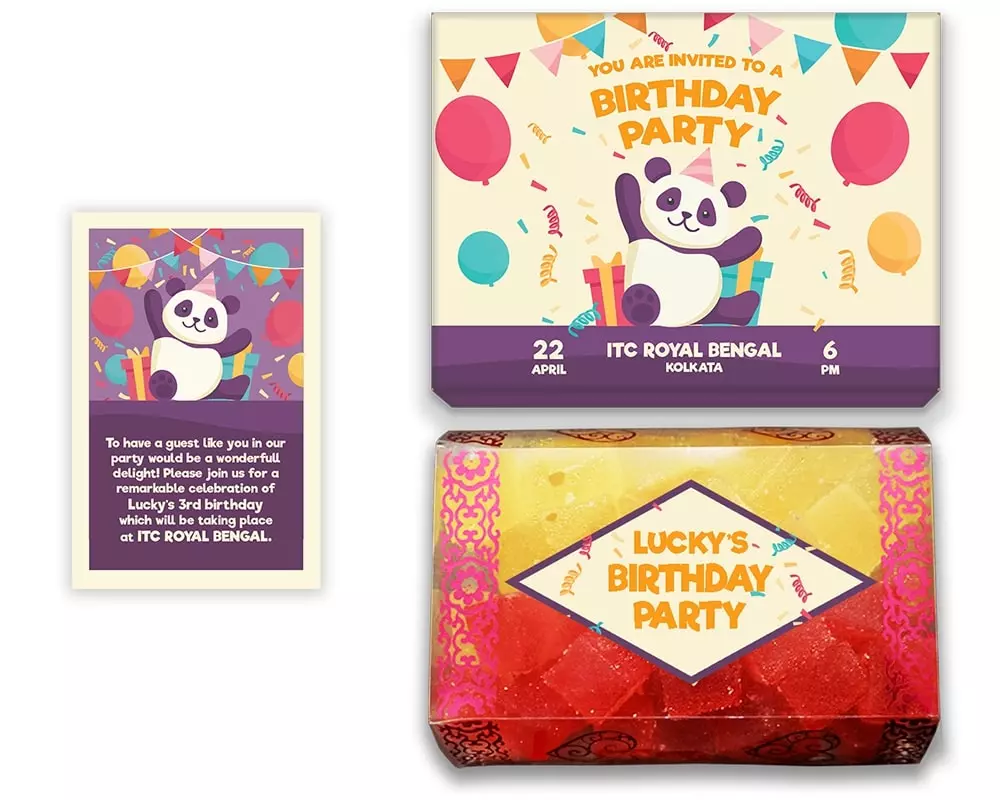 YOU ARE INVITED TO A
BIRTHDAY
PARTY
22
APRIL
ITC ROYAL BENGAL
KOLKATA
6
PM
To have a guest like you in our
party would be a wonderfull
delight! Please join us for a
remarkable celebration of
Lucky's 3rd birthday
which will be taking place
at ITC ROYAL BENGAL.
LUCKY'S
BIRTHDAY
PARTY